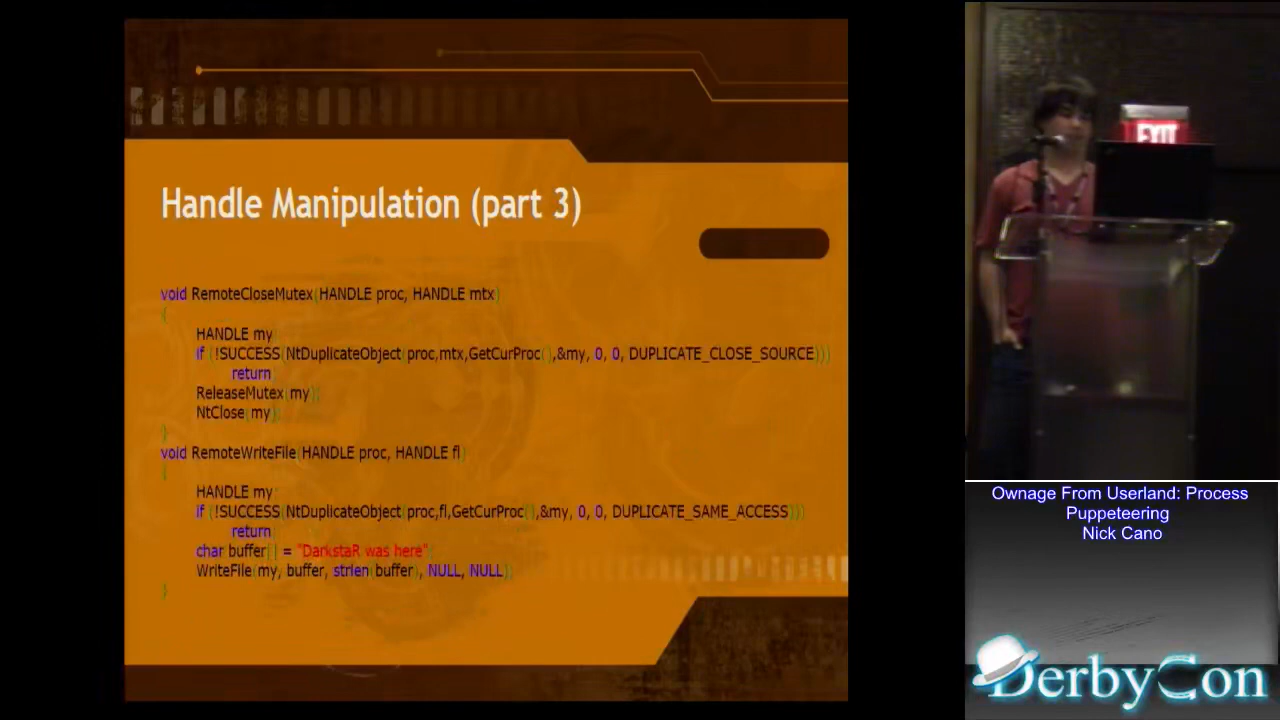 Handle Manipulation (part 3)
void RemoteCloseMutex(HANDLE proc, HANDLE mtx)
{
HANDLE my;
if (!SUCCESS(NtDuplicateObject(proc,mtx,GetCurProc(),&my, 0, 0, DUPLICATE_CLOSE_SOURCE)))
return;
ReleaseMutex(my);
NtClose(my);
}
void RemoteWriteFile(HANDLE proc, HANDLE fl)
{
HANDLE my;
if (!SUCCESS(NtDuplicateObject(proc,fl,GetCurProc(),&my, 0, 0, DUPLICATE_SAME_ACCESS)))
return;
char buffer[] = "DarkstaR was here";
WriteFile(my, buffer, strlen(buffer), NULL, NULL);
}
EXIT
Ownage From Userland: Process
Puppeteering
Nick Cano
DerbyCon